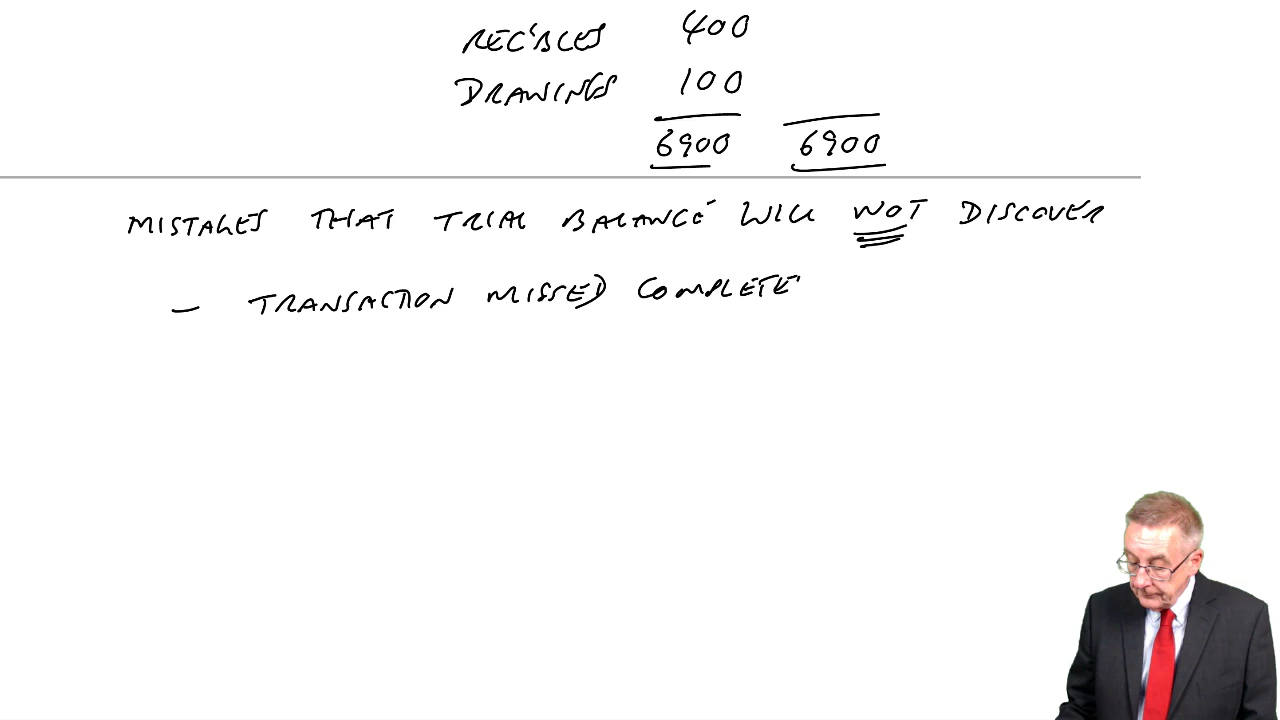 REC'BLES 400
DRAWINGS 100
6900 6900
MISTAKES THAT TRIAL BALANCE WILL NOT DISCOVER
- TRANSACTION MISSED COMPLETE